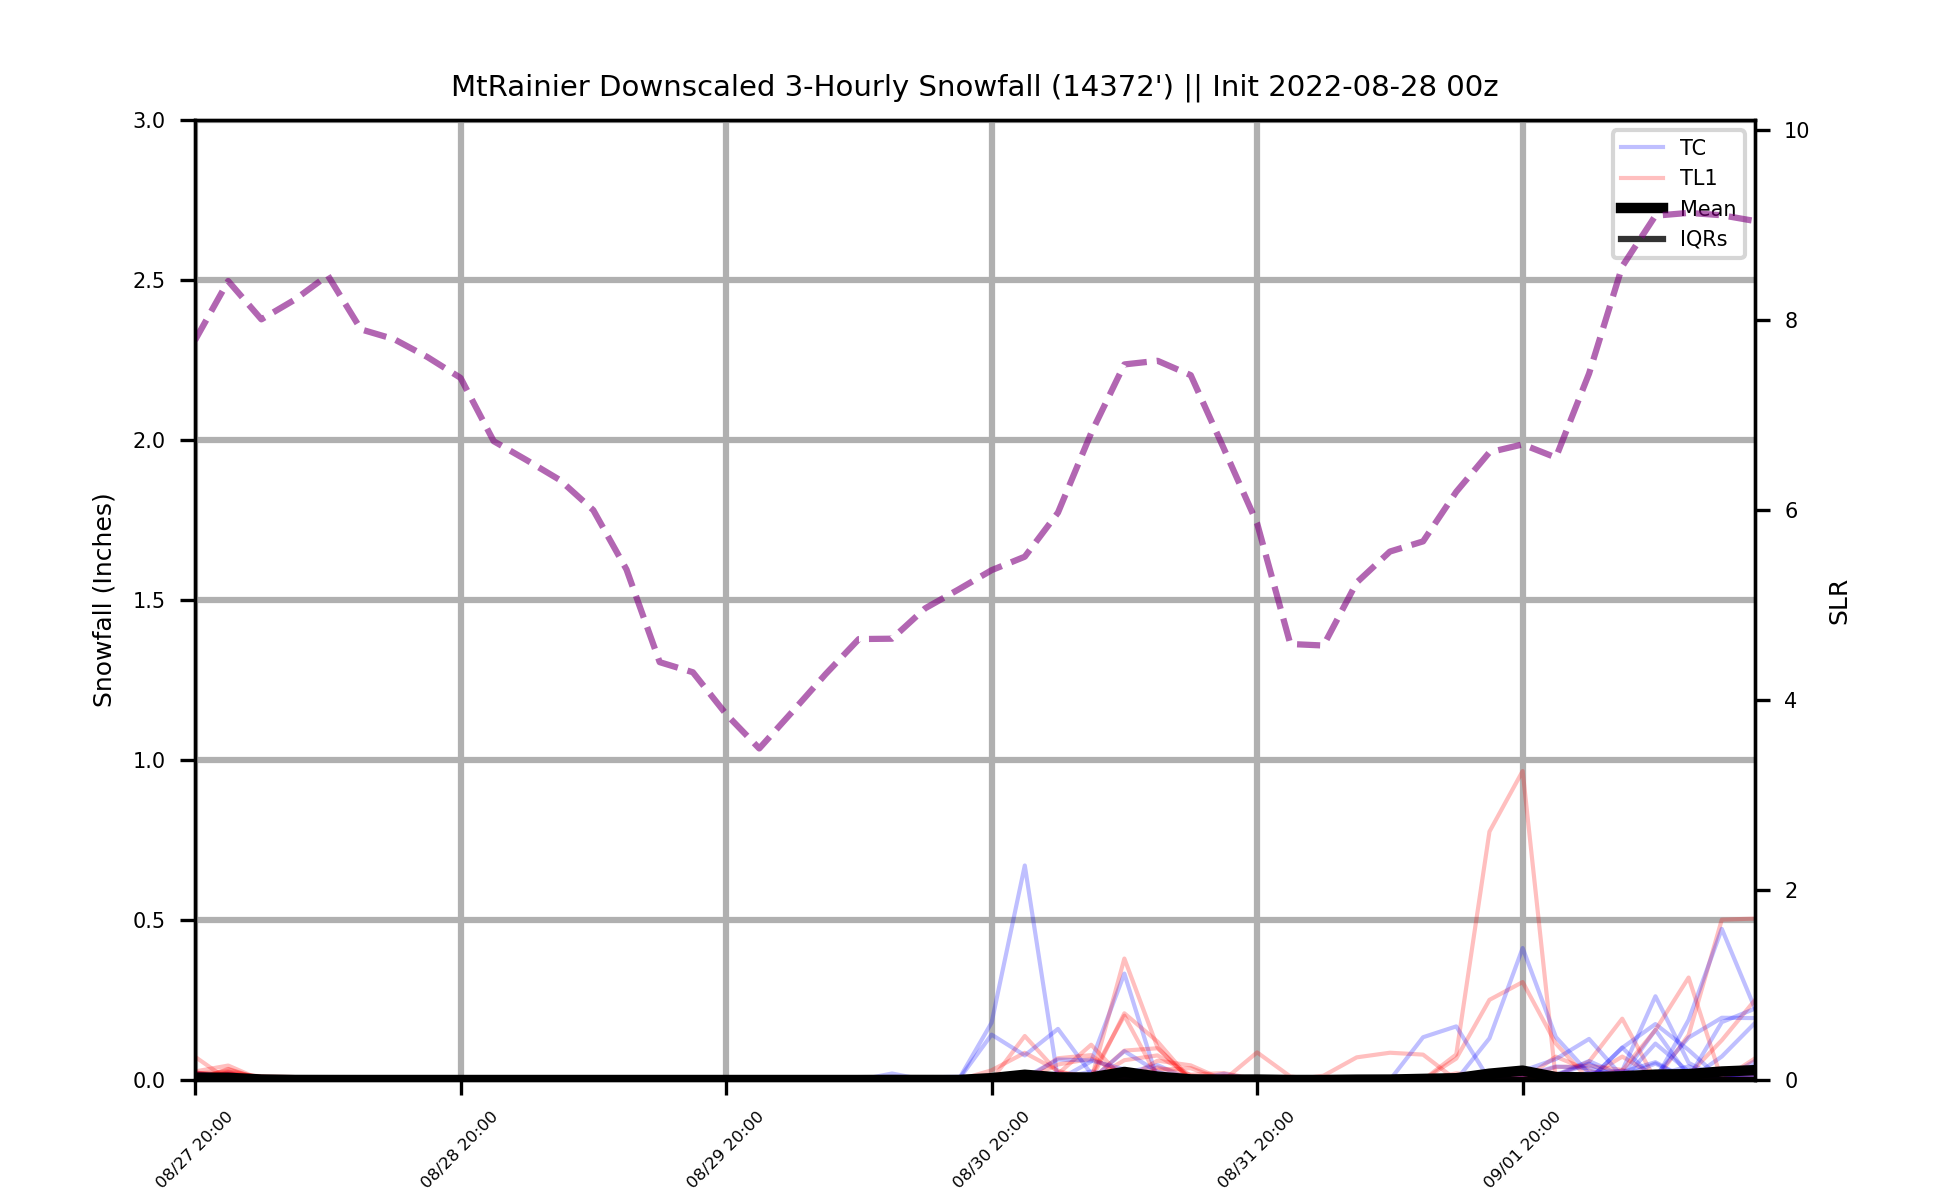 MtRainier Downscaled 3-Hourly Snowfall (14372') || Init 2022-08-28 00z
3.0
2.5
2.0
1.5
1.0
0.5
0.0
Snowfall (Inches)
10
8
6
4
2
0
SLR
TC
TL1
Mean
IQRs
08/27 20:00
08/28 20:00
08/29 20:00
08/30 20:00
08/31 20:00
09/01 20:00